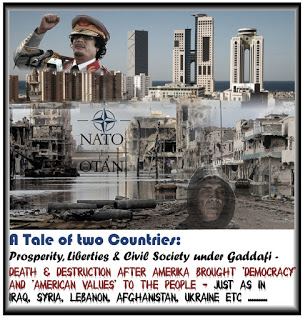 NATO
OTAN
A Tale of two Countries:
Prosperity, Liberties & Civil Society under Gaddafi -
DEATH & DESTRUCTION AFTER AMERIKA BROUGHT 'DEMOCRACY'
AND 'AMERICAN VALUES' TO THE PEOPLE - JUST AS IN
IRAQ, SYRIA, LEBANON, AFGHANISTAN, UKRAINE ETC ..........